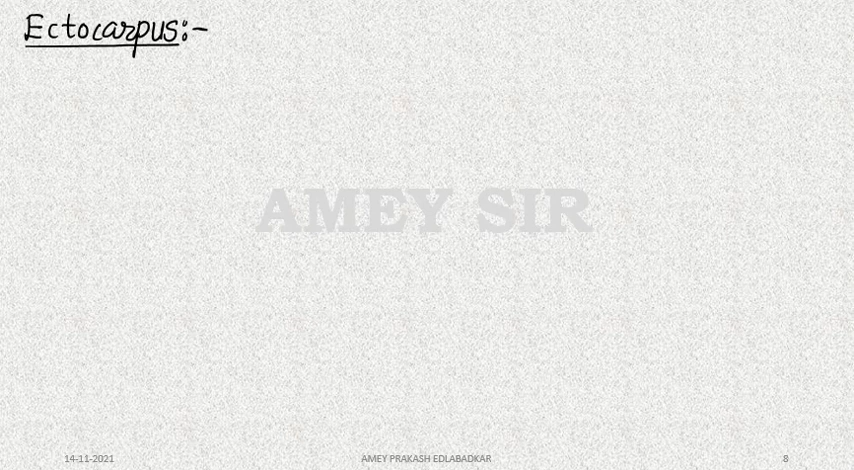 Ectocarpus:-
AMEY SIR
14-11-2021
AMEY PRAKASH EDLABADKAR
8